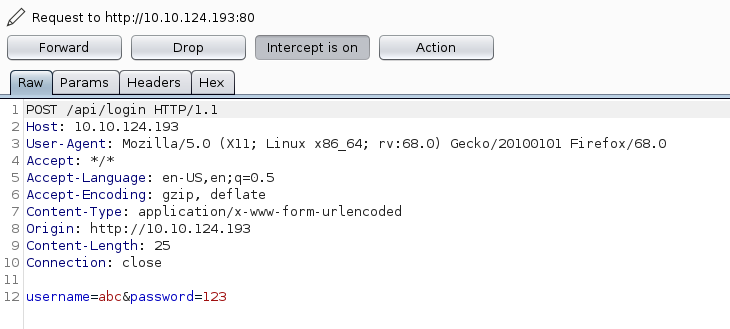 Request to http://10.10.124.193:80
Forward Drop Intercept is on Action
Raw Params Headers Hex
1 POST /api/login HTTP/1.1
2 Host: 10.10.124.193
3 User-Agent: Mozilla/5.0 (X11; Linux x86_64; rv:68.0) Gecko/20100101 Firefox/68.0
4 Accept: */*
5 Accept-Language: en-US,en;q=0.5
6 Accept-Encoding: gzip, deflate
7 Content-Type: application/x-www-form-urlencoded
8 Origin: http://10.10.124.193
9 Content-Length: 25
10 Connection: close
11
12 username=abc&password=123